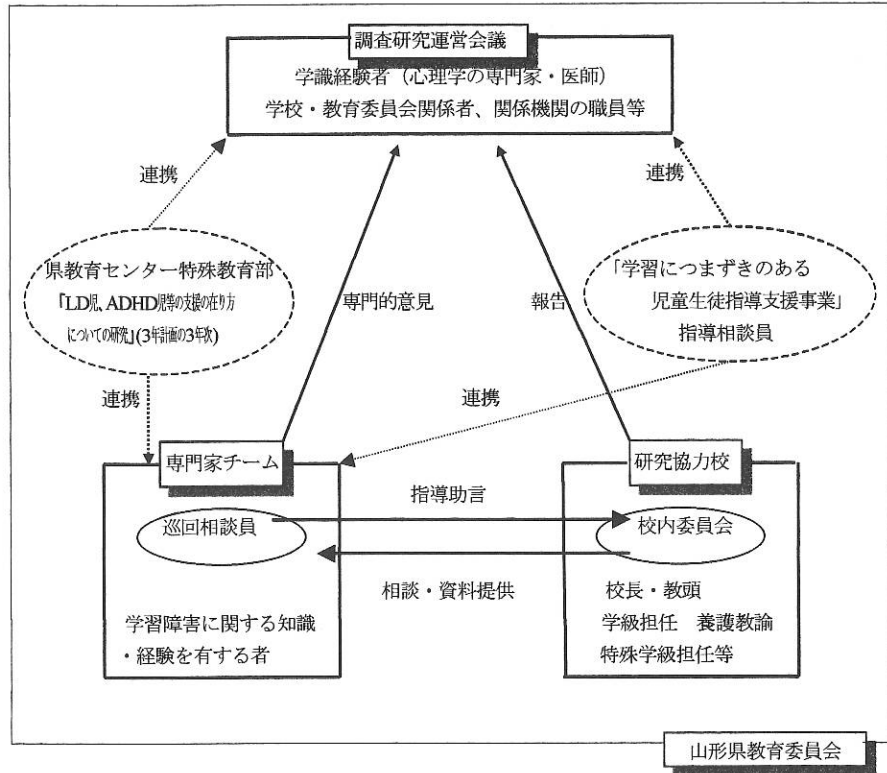 調査研究運営会議
学識経験者（心理学の専門家・医師）
学校・教育委員会関係者、関係機関の職員等
連携
連携
県教育センター特殊教育部
『LD児、ADHD児等の支援の在り方
についての研究』(3年計画の3年次)
専門的意見
報告
「学習につまずきのある
児童生徒指導支援事業」
指導相談員
連携
連携
専門家チーム
研究協力校
指導助言
巡回相談員
校内委員会
相談・資料提供
学習障害に関する知識
・経験を有する者
校長・教頭
学級担任　養護教諭
特殊学級担任等
山形県教育委員会